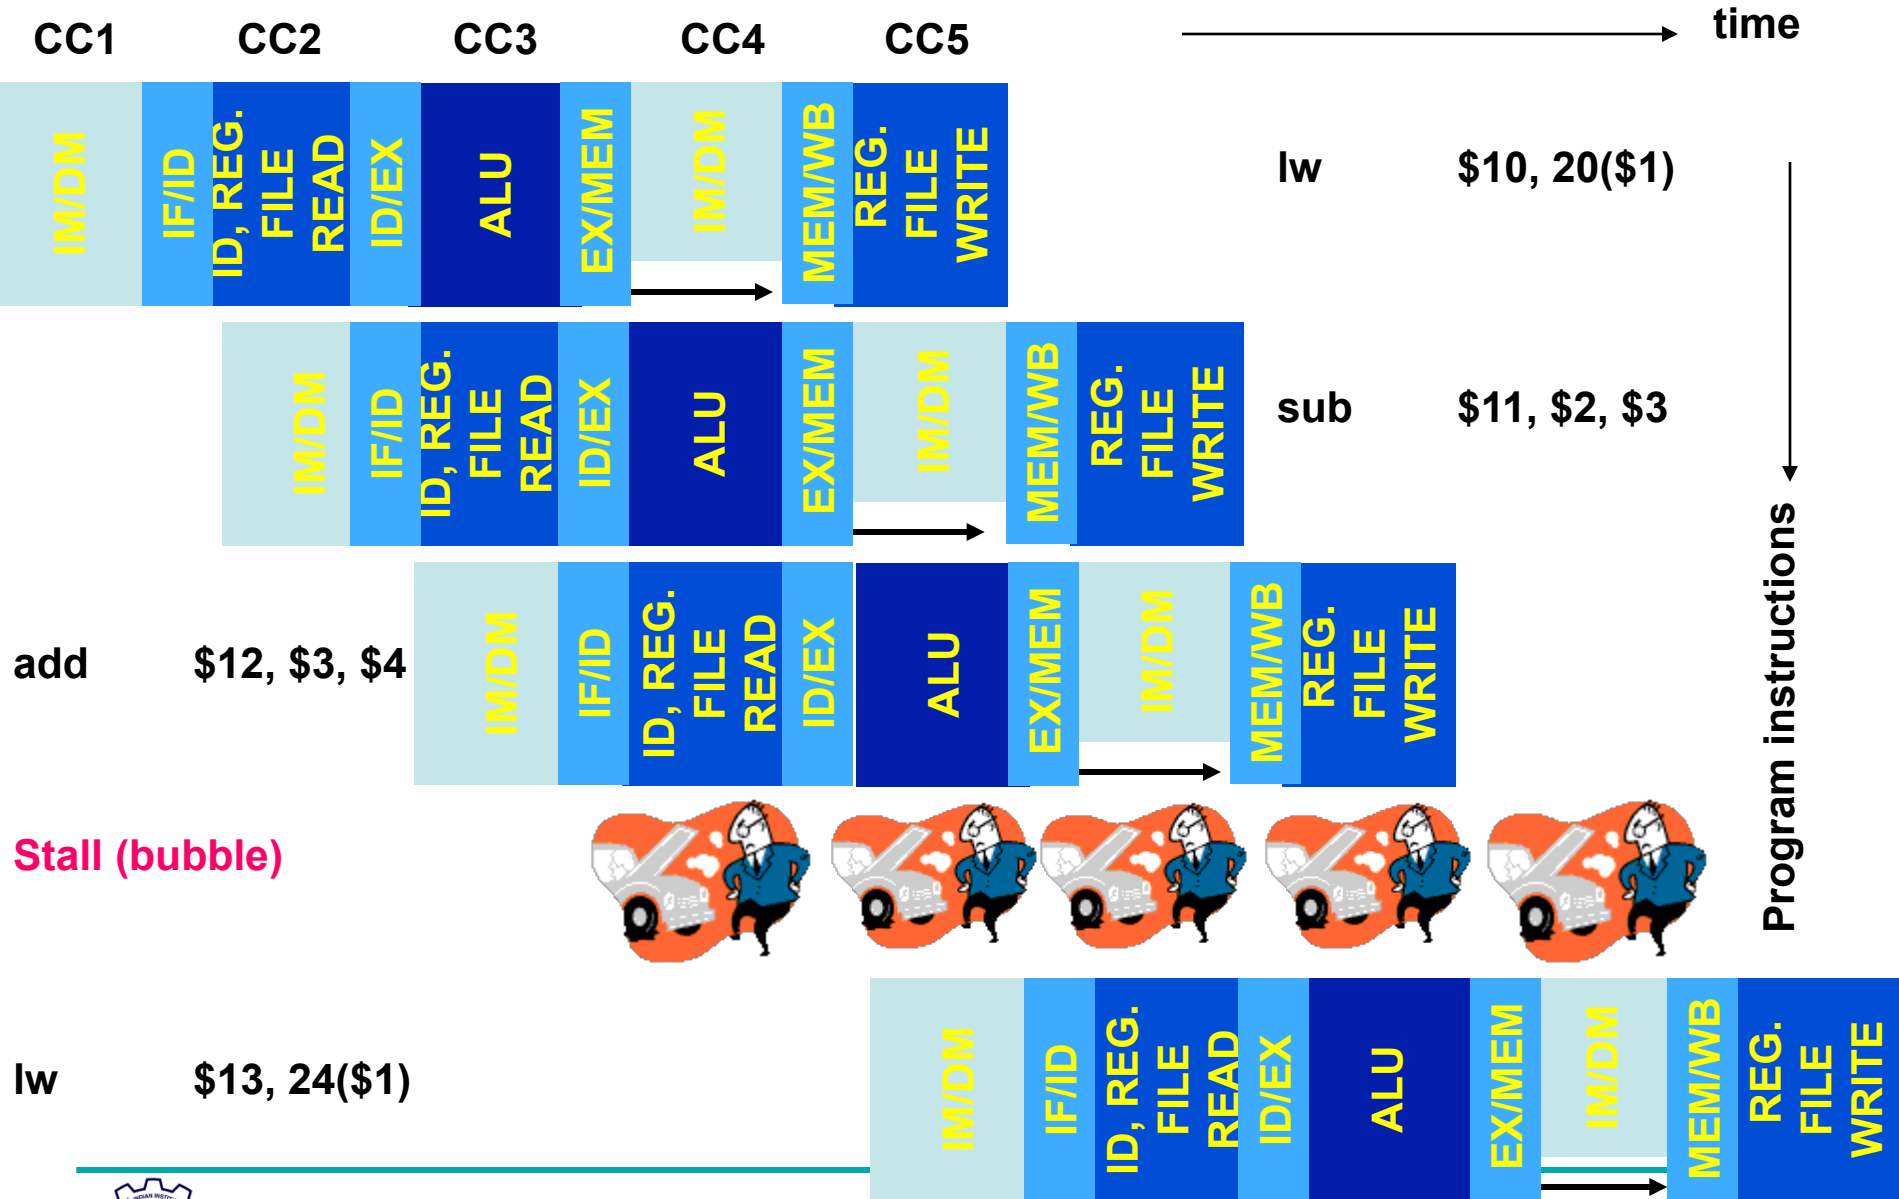 CC1 CC2 CC3 CC4 CC5 time
IM/DM
IF/ID
ID, REG.
FILE
READ
ID/EX
ALU
EX/MEM
IM/DM
MEM/WB
REG.
FILE
WRITE
lw $10, 20($1)
IM/DM
IF/ID
ID, REG.
FILE
READ
ID/EX
ALU
EX/MEM
IM/DM
MEM/WB
REG.
FILE
WRITE
sub $11, $2, $3
add $12, $3, $4
IM/DM
IF/ID
ID, REG.
FILE
READ
ID/EX
ALU
EX/MEM
IM/DM
MEM/WB
REG.
FILE
WRITE
Program instructions
Stall (bubble)
lw $13, 24($1)
IM/DM
IF/ID
ID, REG.
FILE
READ
ID/EX
ALU
EX/MEM
IM/DM
MEM/WB
REG.
FILE
WRITE